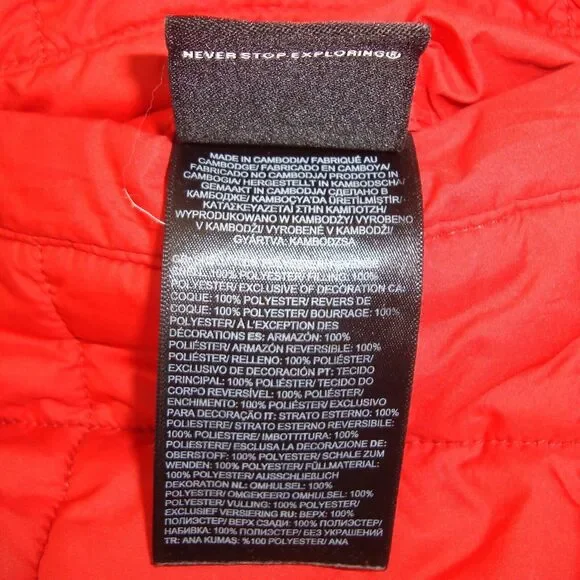 NEVER STOP EXPLORING®
MADE IN CAMBODIA/ FABRIQUÉ AU
CAMBODGE/ FABRICADO EN CAMBOYA/
FABRICADO NO CAMBODJA/ PRODOTTO IN
CAMBOGIA/ HERGESTELLT IN KAMBODSCHA/
GEMAAKT IN CAMBODJA/ СДЕЛАНО В
КАМБОДЖЕ/ KAMBOÇYA'DA ÜRETİLMİŞTİR/
ΚΑΤΑΣΚΕΥΑΖΕΤΑΙ ΣΤΗΝ ΚΑΜΠΟΤΖΗ/
WYPRODUKOWANO W KAMBODŻY/ VYROBENO
V KAMBODŽI/ VYROBENÉ V KAMBODŽI/
GYÁRTVA: KAMBODZSA
100% POLYESTER/ FILLING: 100%
POLYESTER/ EXCLUSIVE OF DECORATION CA:
COQUE: 100% POLYESTER/ REVERS DE
COQUE: 100% POLYESTER/ BOURRAGE: 100%
POLYESTER/ À L'EXCEPTION DES
DÉCORATIONS ES: ARMAZÓN: 100%
POLIÉSTER/ ARMAZÓN REVERSIBLE: 100%
POLIÉSTER/ RELLENO: 100% POLIÉSTER/
EXCLUSIVO DE DECORACIÓN PT: TECIDO
PRINCIPAL: 100% POLIÉSTER/ TECIDO DO
CORPO REVERSÍVEL: 100% POLIÉSTER/
ENCHIMENTO: 100% POLIÉSTER/ EXCLUSIVO
PARA DECORAÇÃO IT: STRATO ESTERNO: 100%
POLIESTERE/ STRATO ESTERNO REVERSIBILE: 100%
POLIESTERE/ IMBOTTITURA: 100%
POLIESTERE/ ESCLUSA LA DECORAZIONE DE:
OBERSTOFF: 100% POLYESTER/ SCHALE ZUM
WENDEN: 100% POLYESTER/ FÜLLMATERIAL:
100% POLYESTER/ AUSSCHLIEßLICH
DEKORATION NL: OMHULSEL: 100%
POLYESTER/ OMGEKEERD OMHULSEL: 100%
POLYESTER/ VULLING: 100% POLYESTER/
EXCLUSIEF VERSIERING RU: ВЕРХ: 100%
ПОЛИЭСТЕР/ ВЕРХ СЗАДИ: 100% ПОЛИЭСТЕР/
НАБИВКА: 100% ПОЛИЭСТЕР/ БЕЗ УКРАШЕНИЙ
TR: ANA KUMAŞ: %100 POLYESTER/ ANA